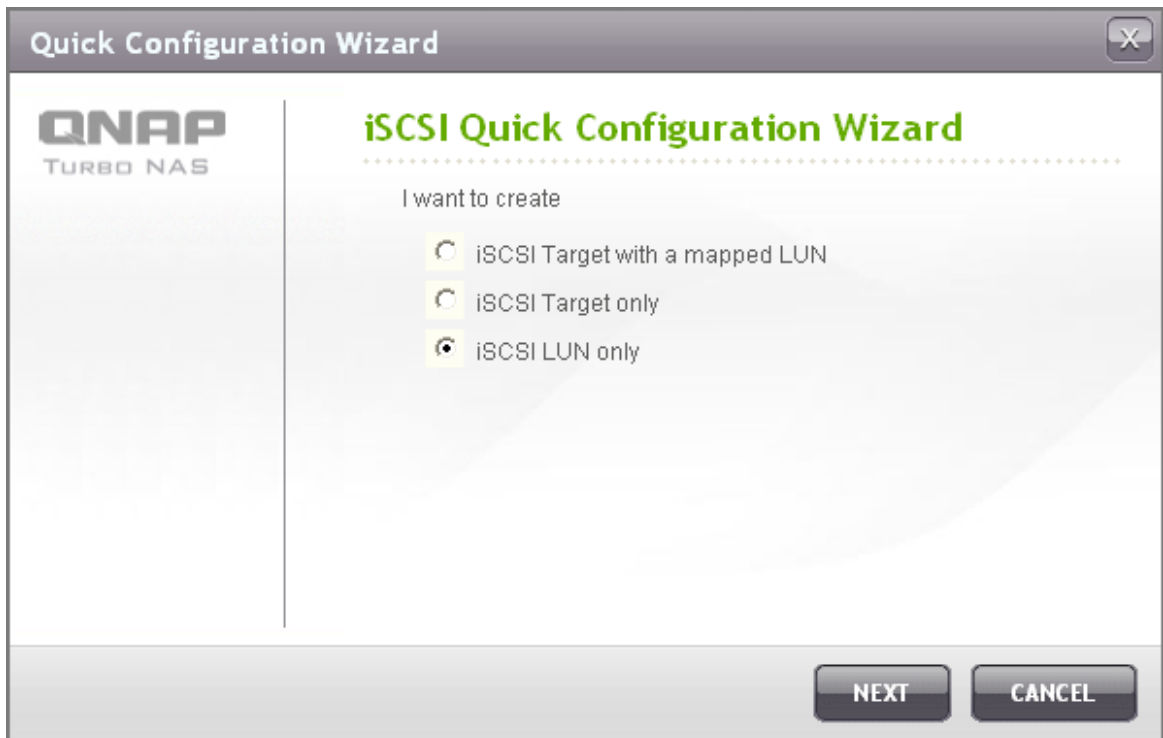 Quick Configuration Wizard
X
QNAP
TURBO NAS
iSCSI Quick Configuration Wizard
I want to create
iSCSI Target with a mapped LUN
iSCSI Target only
iSCSI LUN only
NEXT
CANCEL